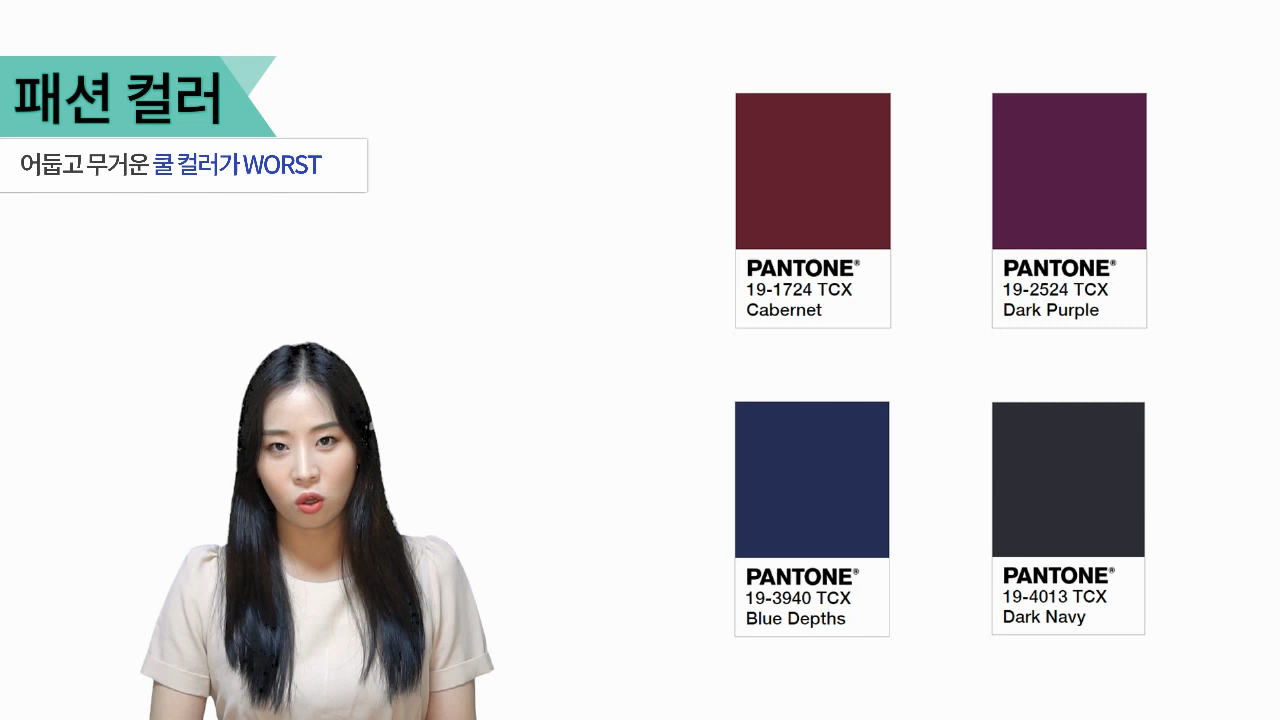 패션 컬러
어둡고 무거운 쿨 컬러가 WORST
PANTONE®
19-1724 TCX
Cabernet
PANTONE®
19-2524 TCX
Dark Purple
PANTONE®
19-3940 TCX
Blue Depths
PANTONE®
19-4013 TCX
Dark Navy